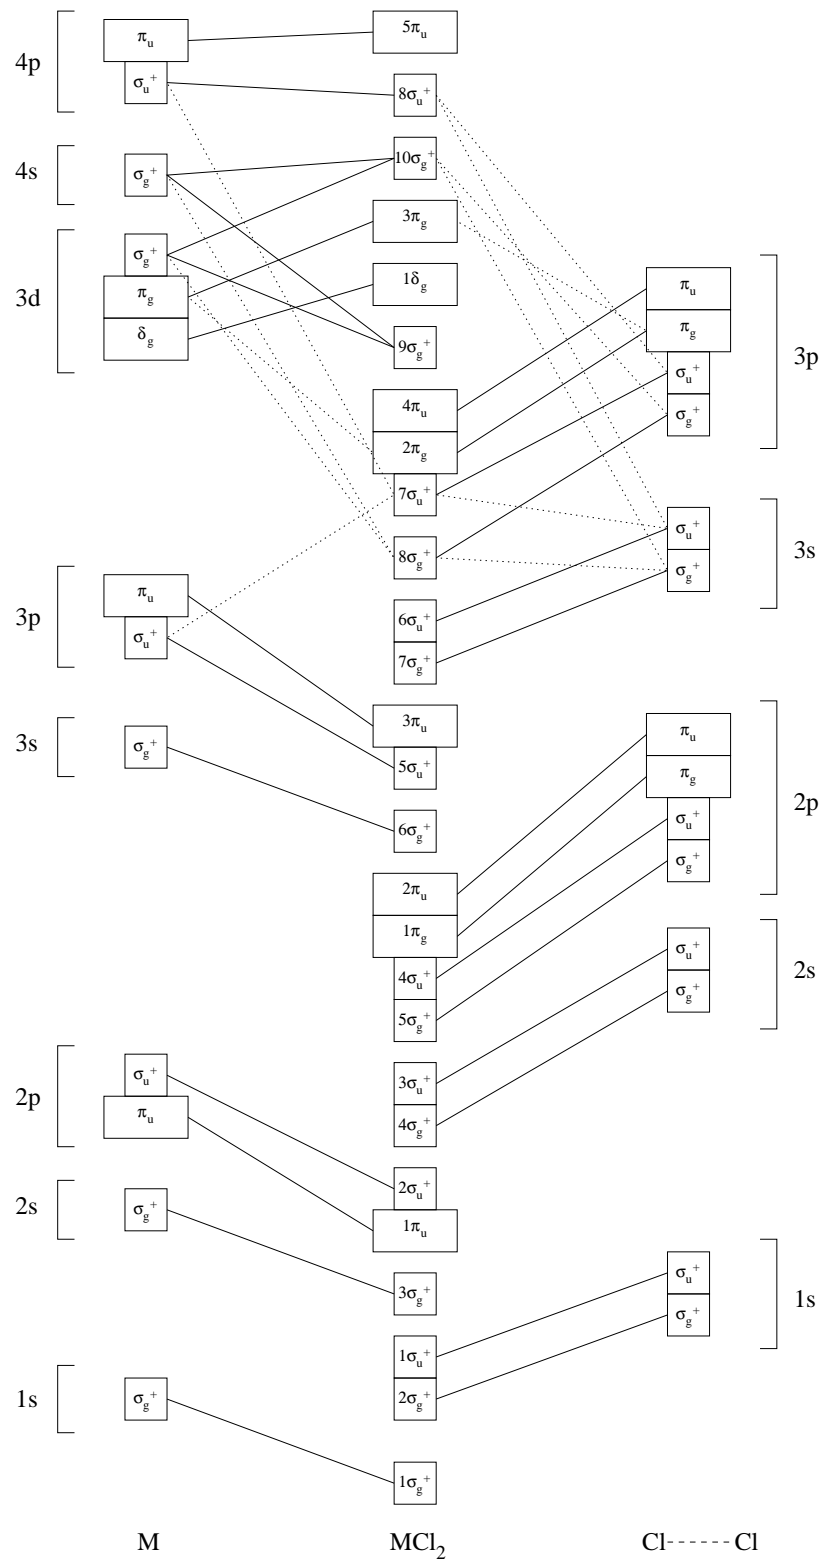 4p
π_u
σ_u⁺
4s
σ_g⁺
3d
σ_g⁺
π_g
δ_g
3p
π_u
σ_u⁺
3s
σ_g⁺
2p
σ_u⁺
π_u
2s
σ_g⁺
1s
σ_g⁺
M
5π_u
8σ_u⁺
10σ_g⁺
3π_g
1δ_g
9σ_g⁺
4π_u
2π_g
7σ_u⁺
8σ_g⁺
6σ_u⁺
7σ_g⁺
3π_u
5σ_u⁺
6σ_g⁺
2π_u
1π_g
4σ_u⁺
5σ_g⁺
3σ_u⁺
4σ_g⁺
2σ_u⁺
1π_u
3σ_g⁺
1σ_u⁺
2σ_g⁺
1σ_g⁺
MCl₂
π_u
π_g
σ_u⁺
σ_g⁺
3p
σ_u⁺
σ_g⁺
3s
π_u
π_g
σ_u⁺
σ_g⁺
2p
σ_u⁺
σ_g⁺
2s
σ_u⁺
σ_g⁺
1s
Cl------Cl